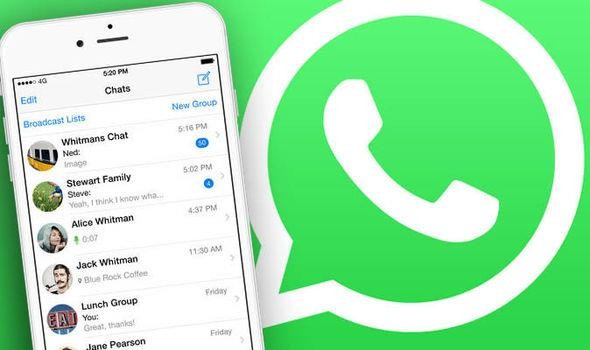 4G 5:20 PM
Edit Chats
Broadcast Lists New Group
Whitmans Chat 5:16 PM
Ned: 50
Image
Stewart Family 5:02 PM
Steve: 4
Yeah, I think I know wha...
Alice Whitman 4:37 PM
0:07
Jack Whitman 11:30 AM
Blue Rock Coffee
EAT
Lunch Group Friday
You:
Great, thanks!
Jane Pearson Friday